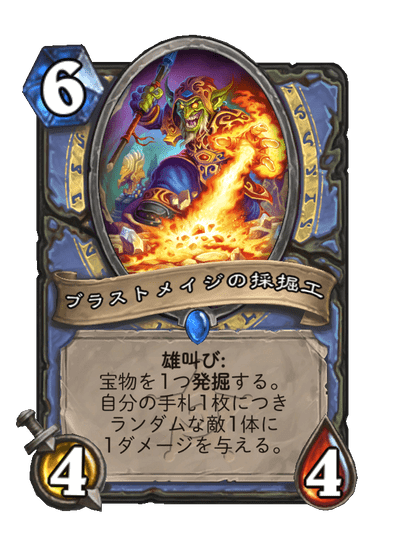 6
ブラストメイジの採掘工
雄叫び:
宝物を1つ発掘する。
自分の手札1枚につき
ランダムな敵1体に
1ダメージを与える。
4
4